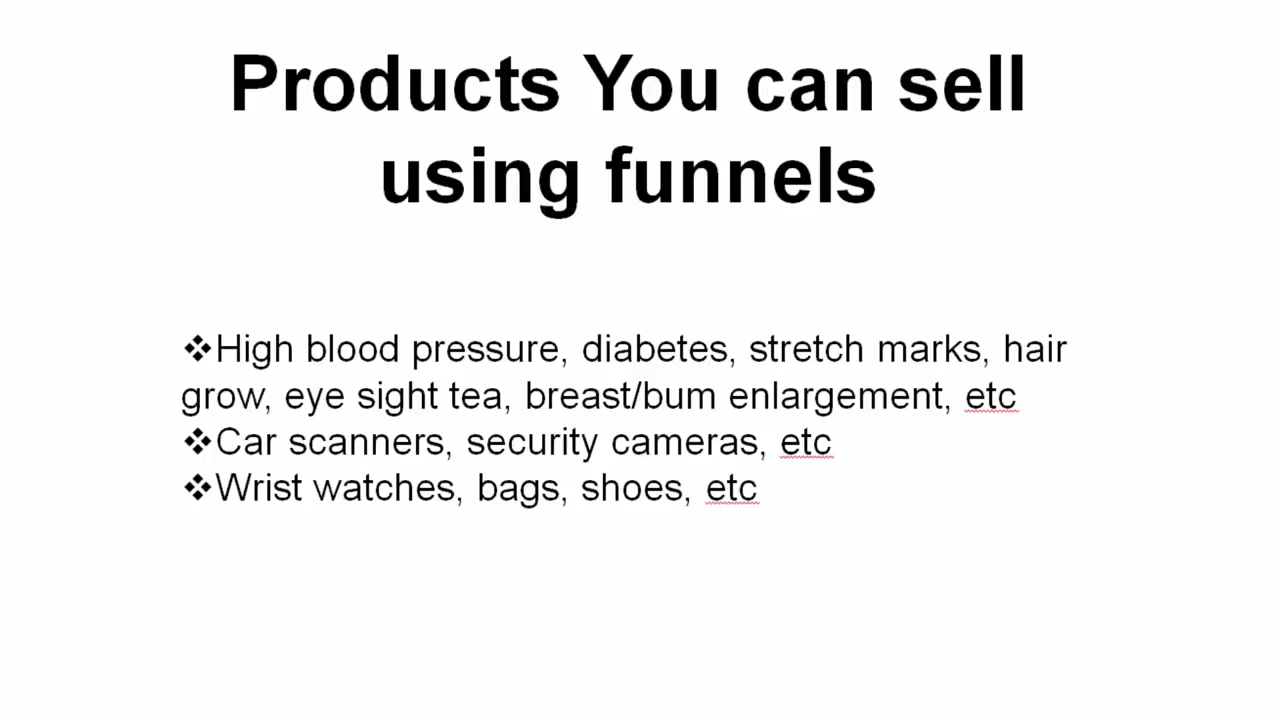 Products You can sell
using funnels
❖High blood pressure, diabetes, stretch marks, hair
grow, eye sight tea, breast/bum enlargement, etc
❖Car scanners, security cameras, etc
❖Wrist watches, bags, shoes, etc